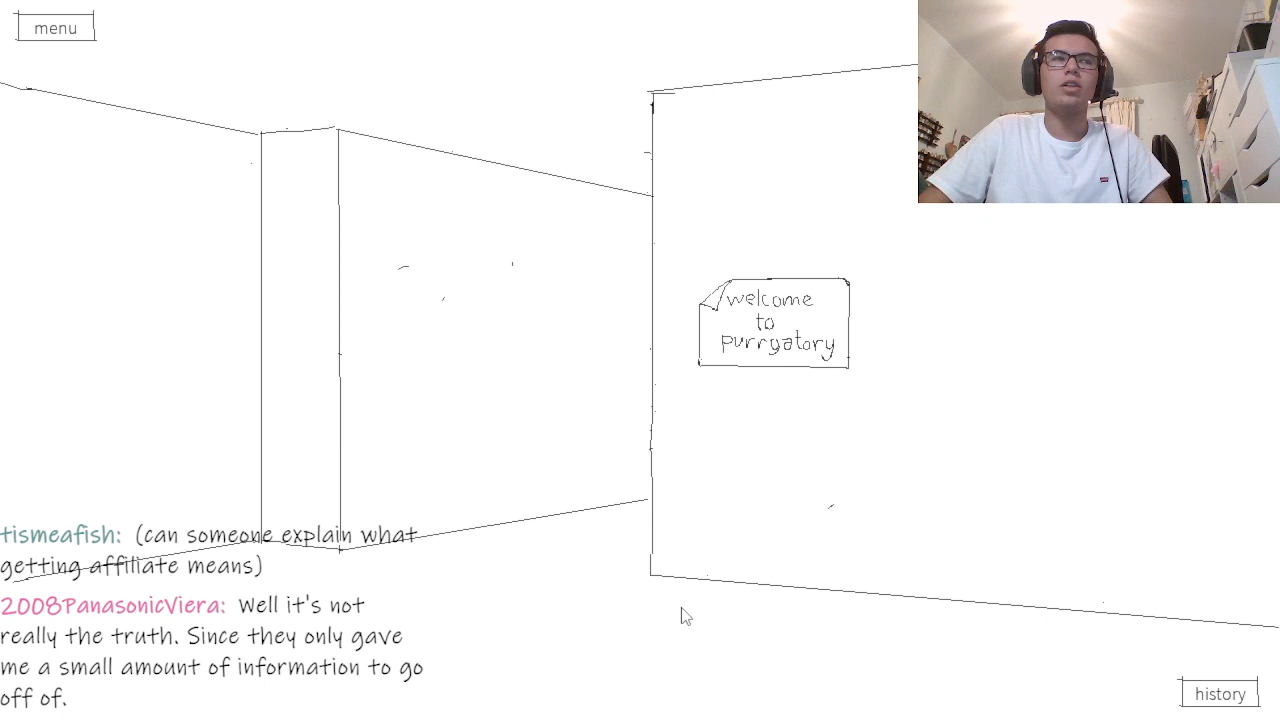 menu
welcome
to
purrgatory
tismeafish: (can someone explain what
getting affiliate means)
2008PanasonicViera: Well it's not
really the truth. Since they only gave
me a small amount of information to go
off of.
history